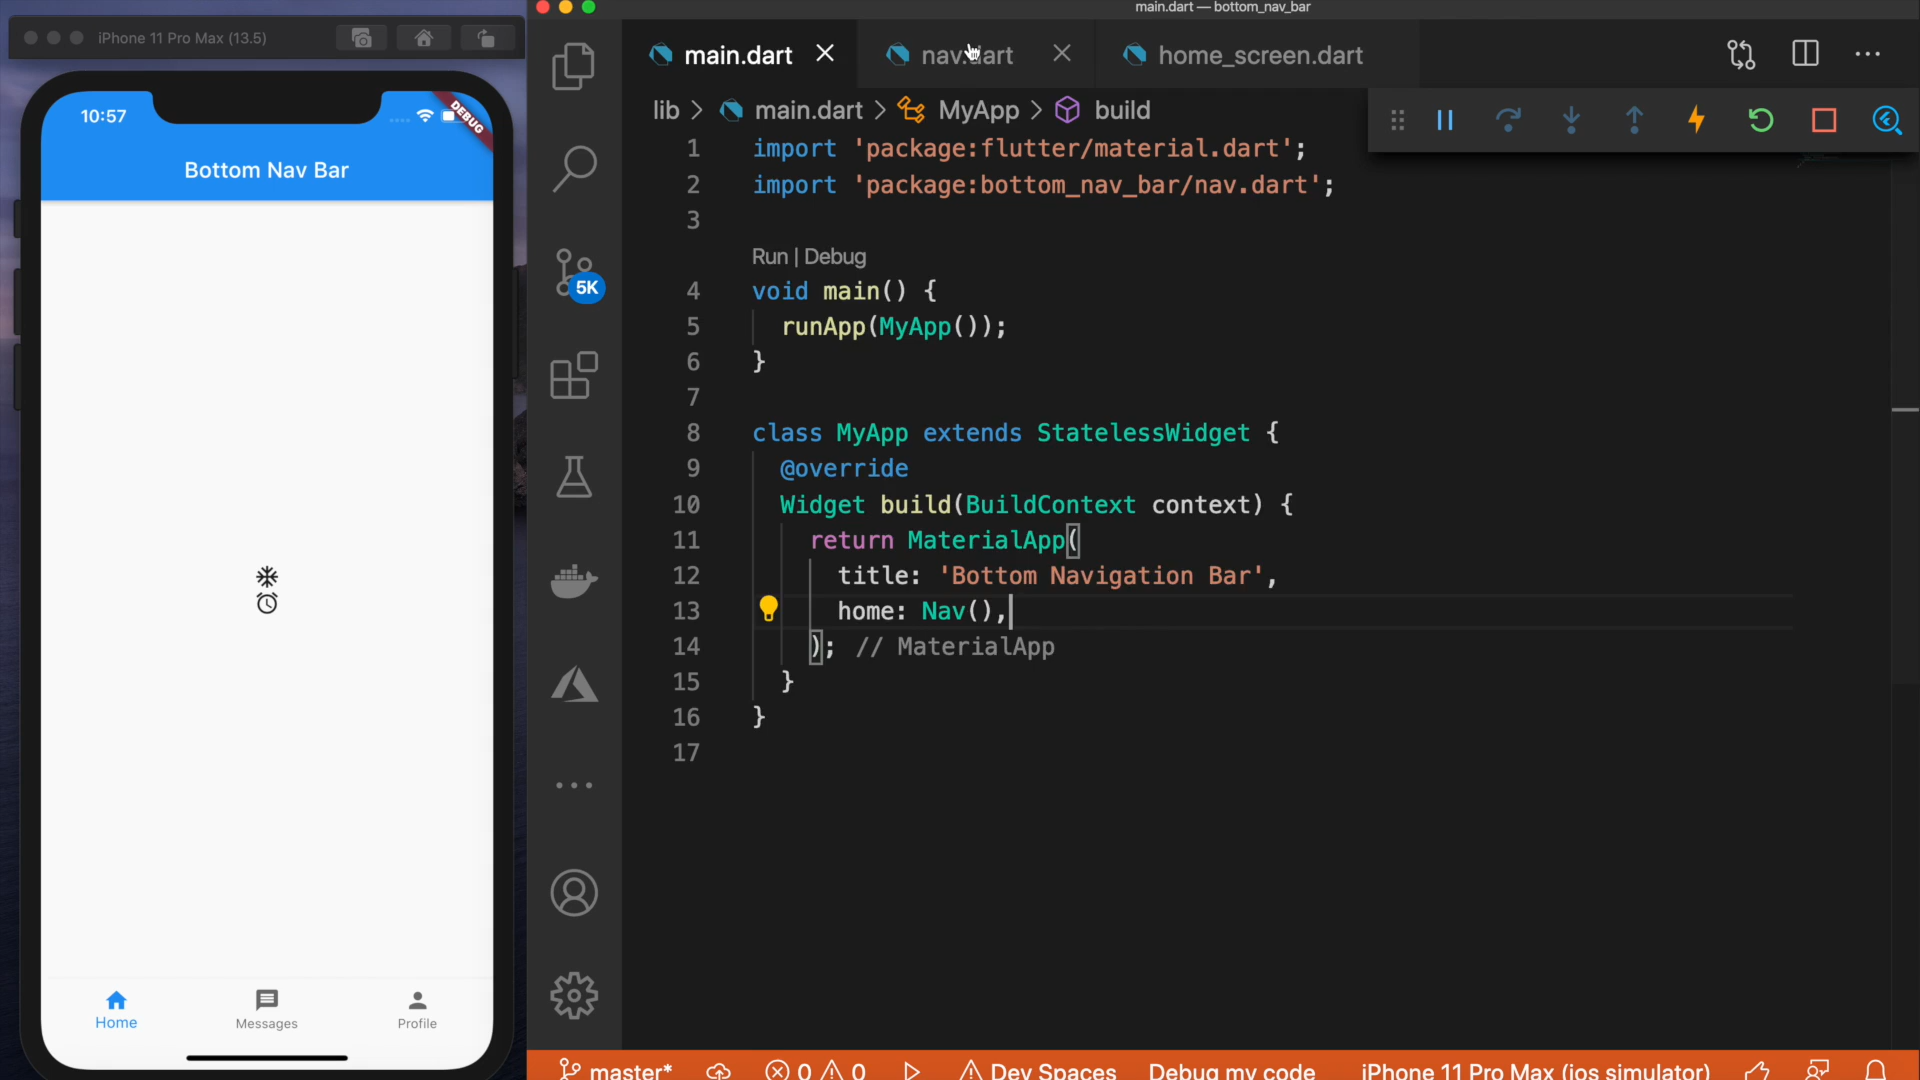 main.dart — bottom_nav_bar
iPhone 11 Pro Max (13.5)
10:57
DEBUG
Bottom Nav Bar
Home
Messages
Profile
5K
main.dart
nav.dart
home_screen.dart
lib > main.dart > MyApp > build
1 import 'package:flutter/material.dart';
2 import 'package:bottom_nav_bar/nav.dart';
3
Run | Debug
4 void main() {
5 runApp(MyApp());
6 }
7
8 class MyApp extends StatelessWidget {
9 @override
10 Widget build(BuildContext context) {
11 return MaterialApp(
12 title: 'Bottom Navigation Bar',
13 home: Nav(),
14 ); // MaterialApp
15 }
16 }
17
master* 0 0 Dev Spaces Debug my code iPhone 11 Pro Max (ios simulator)